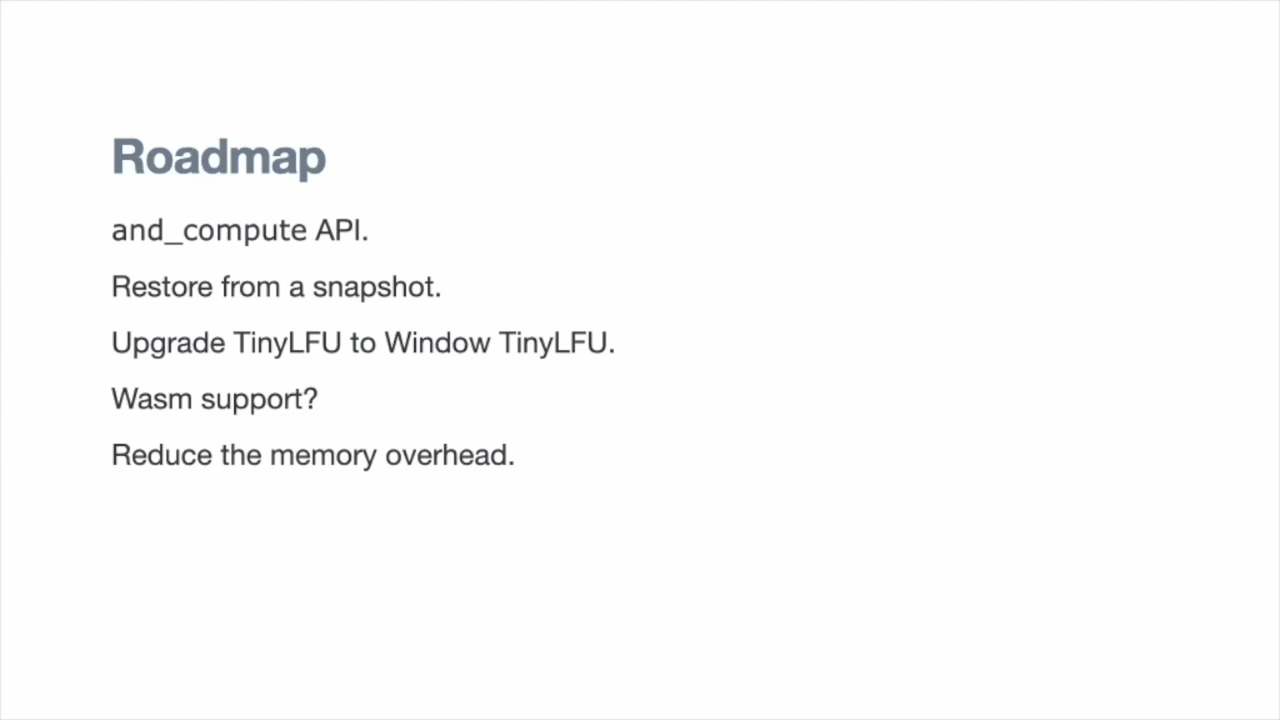 Roadmap
and_compute API.
Restore from a snapshot.
Upgrade TinyLFU to Window TinyLFU.
Wasm support?
Reduce the memory overhead.